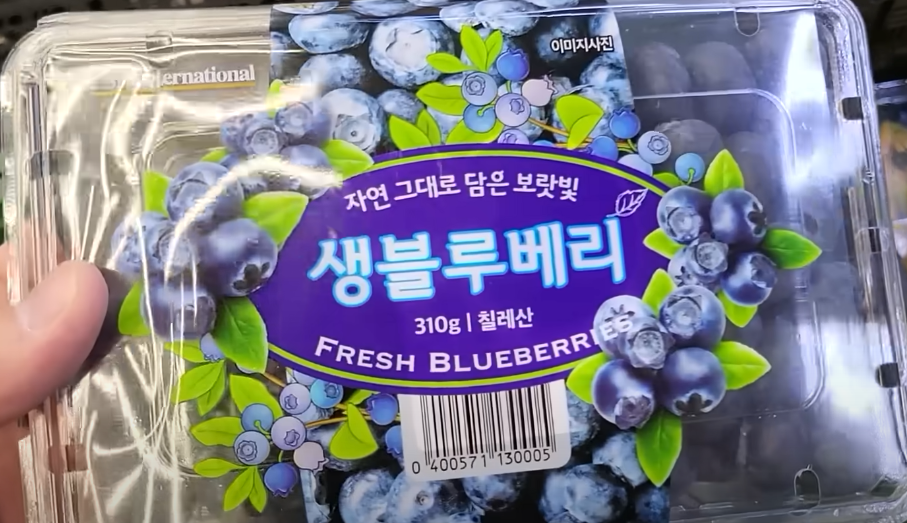 이미지사진
International
자연 그대로 담은 보랏빛
생블루베리
310g | 칠레산
FRESH BLUEBERRIES
0 400571 130005